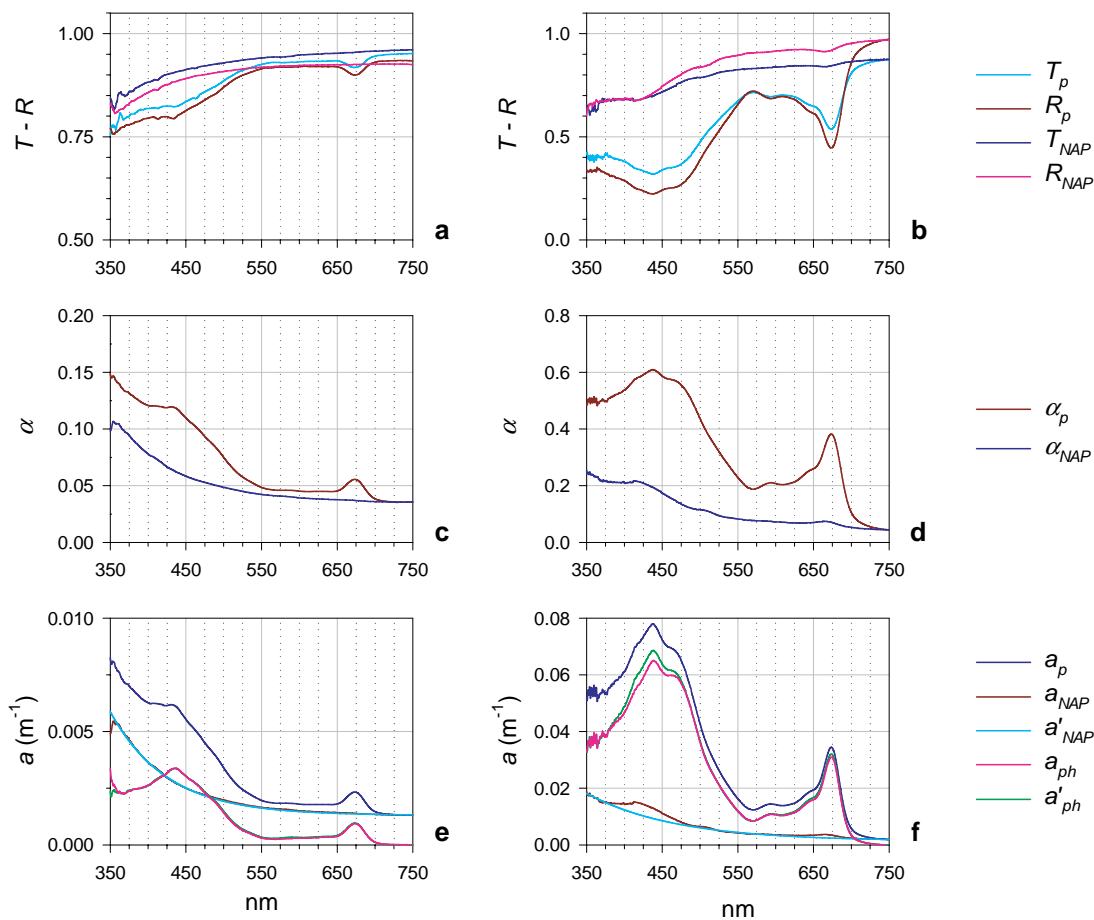 1.00
0.75
0.50
T - R
350 450 550 650 750
a
1.0
0.5
0.0
T - R
350 450 550 650 750
b
T_p
R_p
T_NAP
R_NAP
0.20
0.15
0.10
0.05
0.00
α
350 450 550 650 750
c
0.8
0.6
0.4
0.2
0.0
α
350 450 550 650 750
d
α_p
α_NAP
0.010
0.005
0.000
a (m⁻¹)
350 450 550 650 750
nm
e
0.08
0.06
0.04
0.02
0.00
a (m⁻¹)
350 450 550 650 750
nm
f
a_p
a_NAP
a'_NAP
a_ph
a'_ph